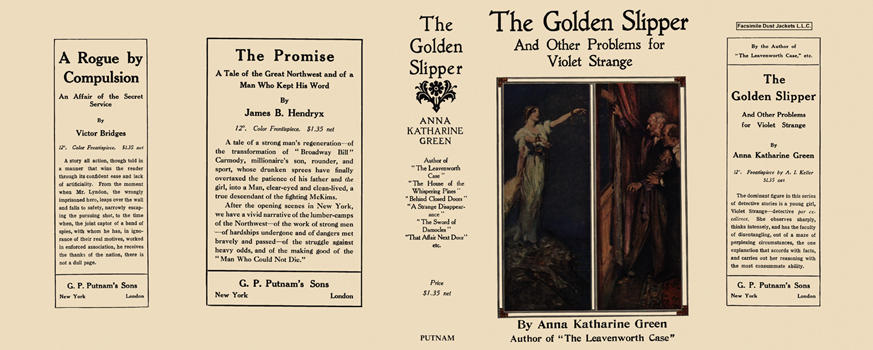 A Rogue by
Compulsion
An Affair of the Secret
Service
By
Victor Bridges
12°. Color Frontispiece. $1.35 net
A story all action, though told in
a manner that wins the reader
through its confident ease and lack
of artificiality. From the moment
when Mr. Lyndon, the wrongly
imprisoned hero, leaps over the wall
and falls to safety, narrowly escap-
ing the pursuing shot, to the time
when, the joint captor of a band of
spies, with whom he has, in igno-
rance of their real motives, worked
in enforced association, he receives
the thanks of the nation, there is
not a dull page.
G. P. Putnam's Sons
New York London
The Promise
A Tale of the Great Northwest and of a
Man Who Kept His Word
By
James B. Hendryx
12°. Color Frontispiece. $1.35 net
A tale of a strong man's regeneration—of
the transformation of "Broadway Bill"
Carmody, millionaire's son, rounder, and
sport, whose drunken sprees have finally
overtaxed the patience of his father and the
girl, into a Man, clear-eyed and clean-lived, a
true descendant of the fighting McKims.
After the opening scenes in New York,
we have a vivid narrative of the lumber-camps
of the Northwest—of the work of strong men
—of hardships undergone and of dangers met
bravely and passed—of the struggle against
heavy odds, and of the making good of the
"Man Who Could Not Die."
G. P. Putnam's Sons
New York London
The
Golden
Slipper
ANNA
KATHARINE
GREEN
Author of
"The Leavenworth
Case"
"The House of the
Whispering Pines"
"Behind Closed Doors"
"A Strange Disappear-
ance"
"The Sword of
Damocles"
"That Affair Next Door"
etc.
Price
$1.35 net
PUTNAM
The Golden Slipper
And Other Problems for
Violet Strange
By Anna Katharine Green
Author of "The Leavenworth Case"
Facsimile Dust Jackets L.L.C.
By the Author of
"The Leavenworth Case," etc.
The
Golden Slipper
And Other Problems
for Violet Strange
By
Anna Katharine Green
12°. Frontispiece by A. I. Keller
$1.35 net
The dominant figure in this series
of detective stories is a young girl,
Violet Strange—detective par ex-
cellence. She observes sharply,
thinks intensely, and has the faculty
of disentangling, out of a maze of
perplexing circumstances, the one
explanation that accords with facts,
and carries out her reasoning with
the most consummate ability.
G. P. Putnam's Sons
New York London